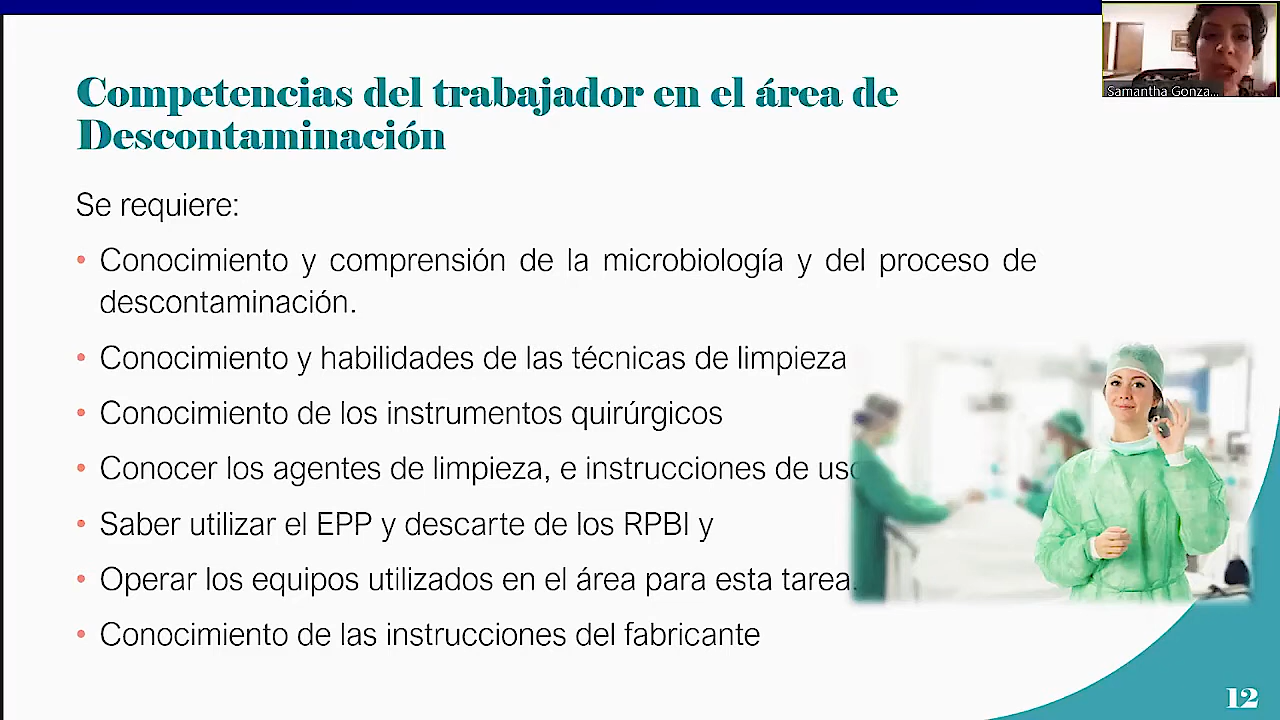 Samantha Gonza...
Competencias del trabajador en el área de
Descontaminación
Se requiere:
• Conocimiento y comprensión de la microbiología y del proceso de
descontaminación.
• Conocimiento y habilidades de las técnicas de limpieza
• Conocimiento de los instrumentos quirúrgicos
• Conocer los agentes de limpieza, e instrucciones de uso
• Saber utilizar el EPP y descarte de los RPBI y
• Operar los equipos utilizados en el área para esta tarea.
• Conocimiento de las instrucciones del fabricante
12